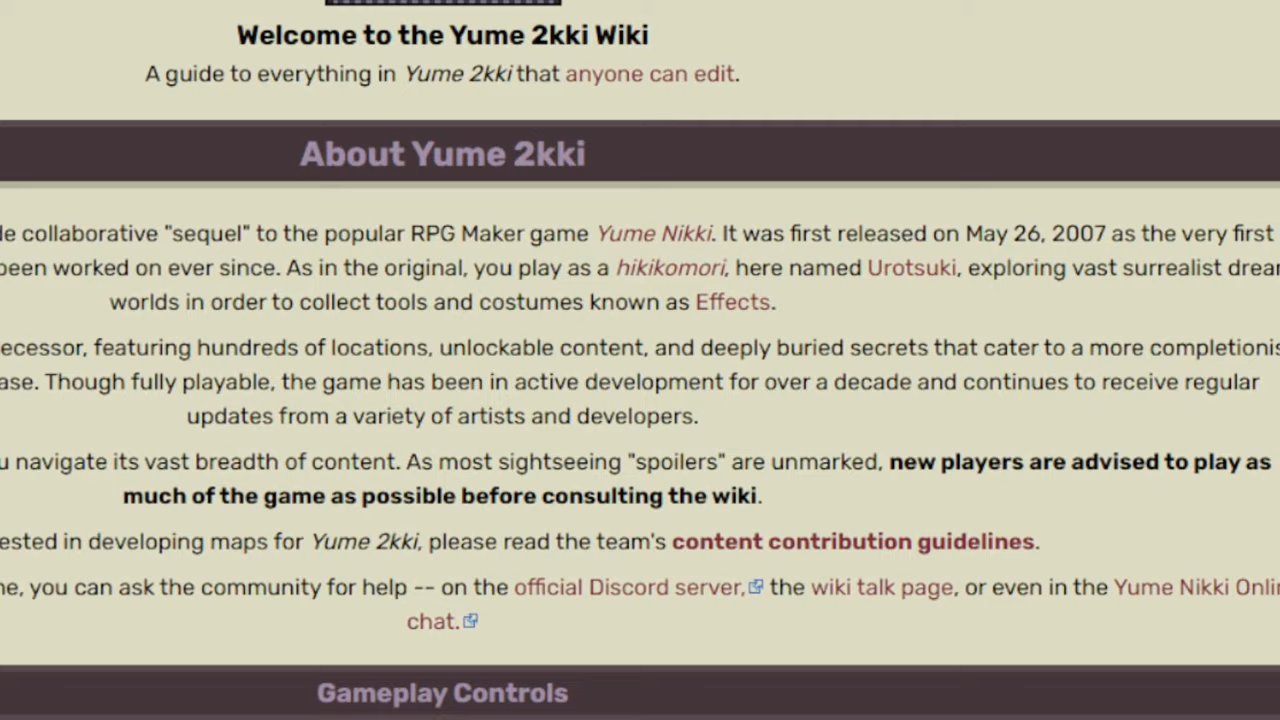 Welcome to the Yume 2kki Wiki
A guide to everything in Yume 2kki that anyone can edit.
About Yume 2kki
collaborative "sequel" to the popular RPG Maker game Yume Nikki. It was first released on May 26, 2007 as the very first
been worked on ever since. As in the original, you play as a hikikomori, here named Urotsuki, exploring vast surrealist
worlds in order to collect tools and costumes known as Effects.
featuring hundreds of locations, unlockable content, and deeply buried secrets that cater to a more
Though fully playable, the game has been in active development for over a decade and continues to receive regular
updates from a variety of artists and developers.
navigate its vast breadth of content. As most sightseeing "spoilers" are unmarked, new players are advised to play as
much of the game as possible before consulting the wiki.
in developing maps for Yume 2kki, please read the team's content contribution guidelines.
you can ask the community for help -- on the official Discord server, the wiki talk page, or even in the Yume Nikki
chat.
Gameplay Controls